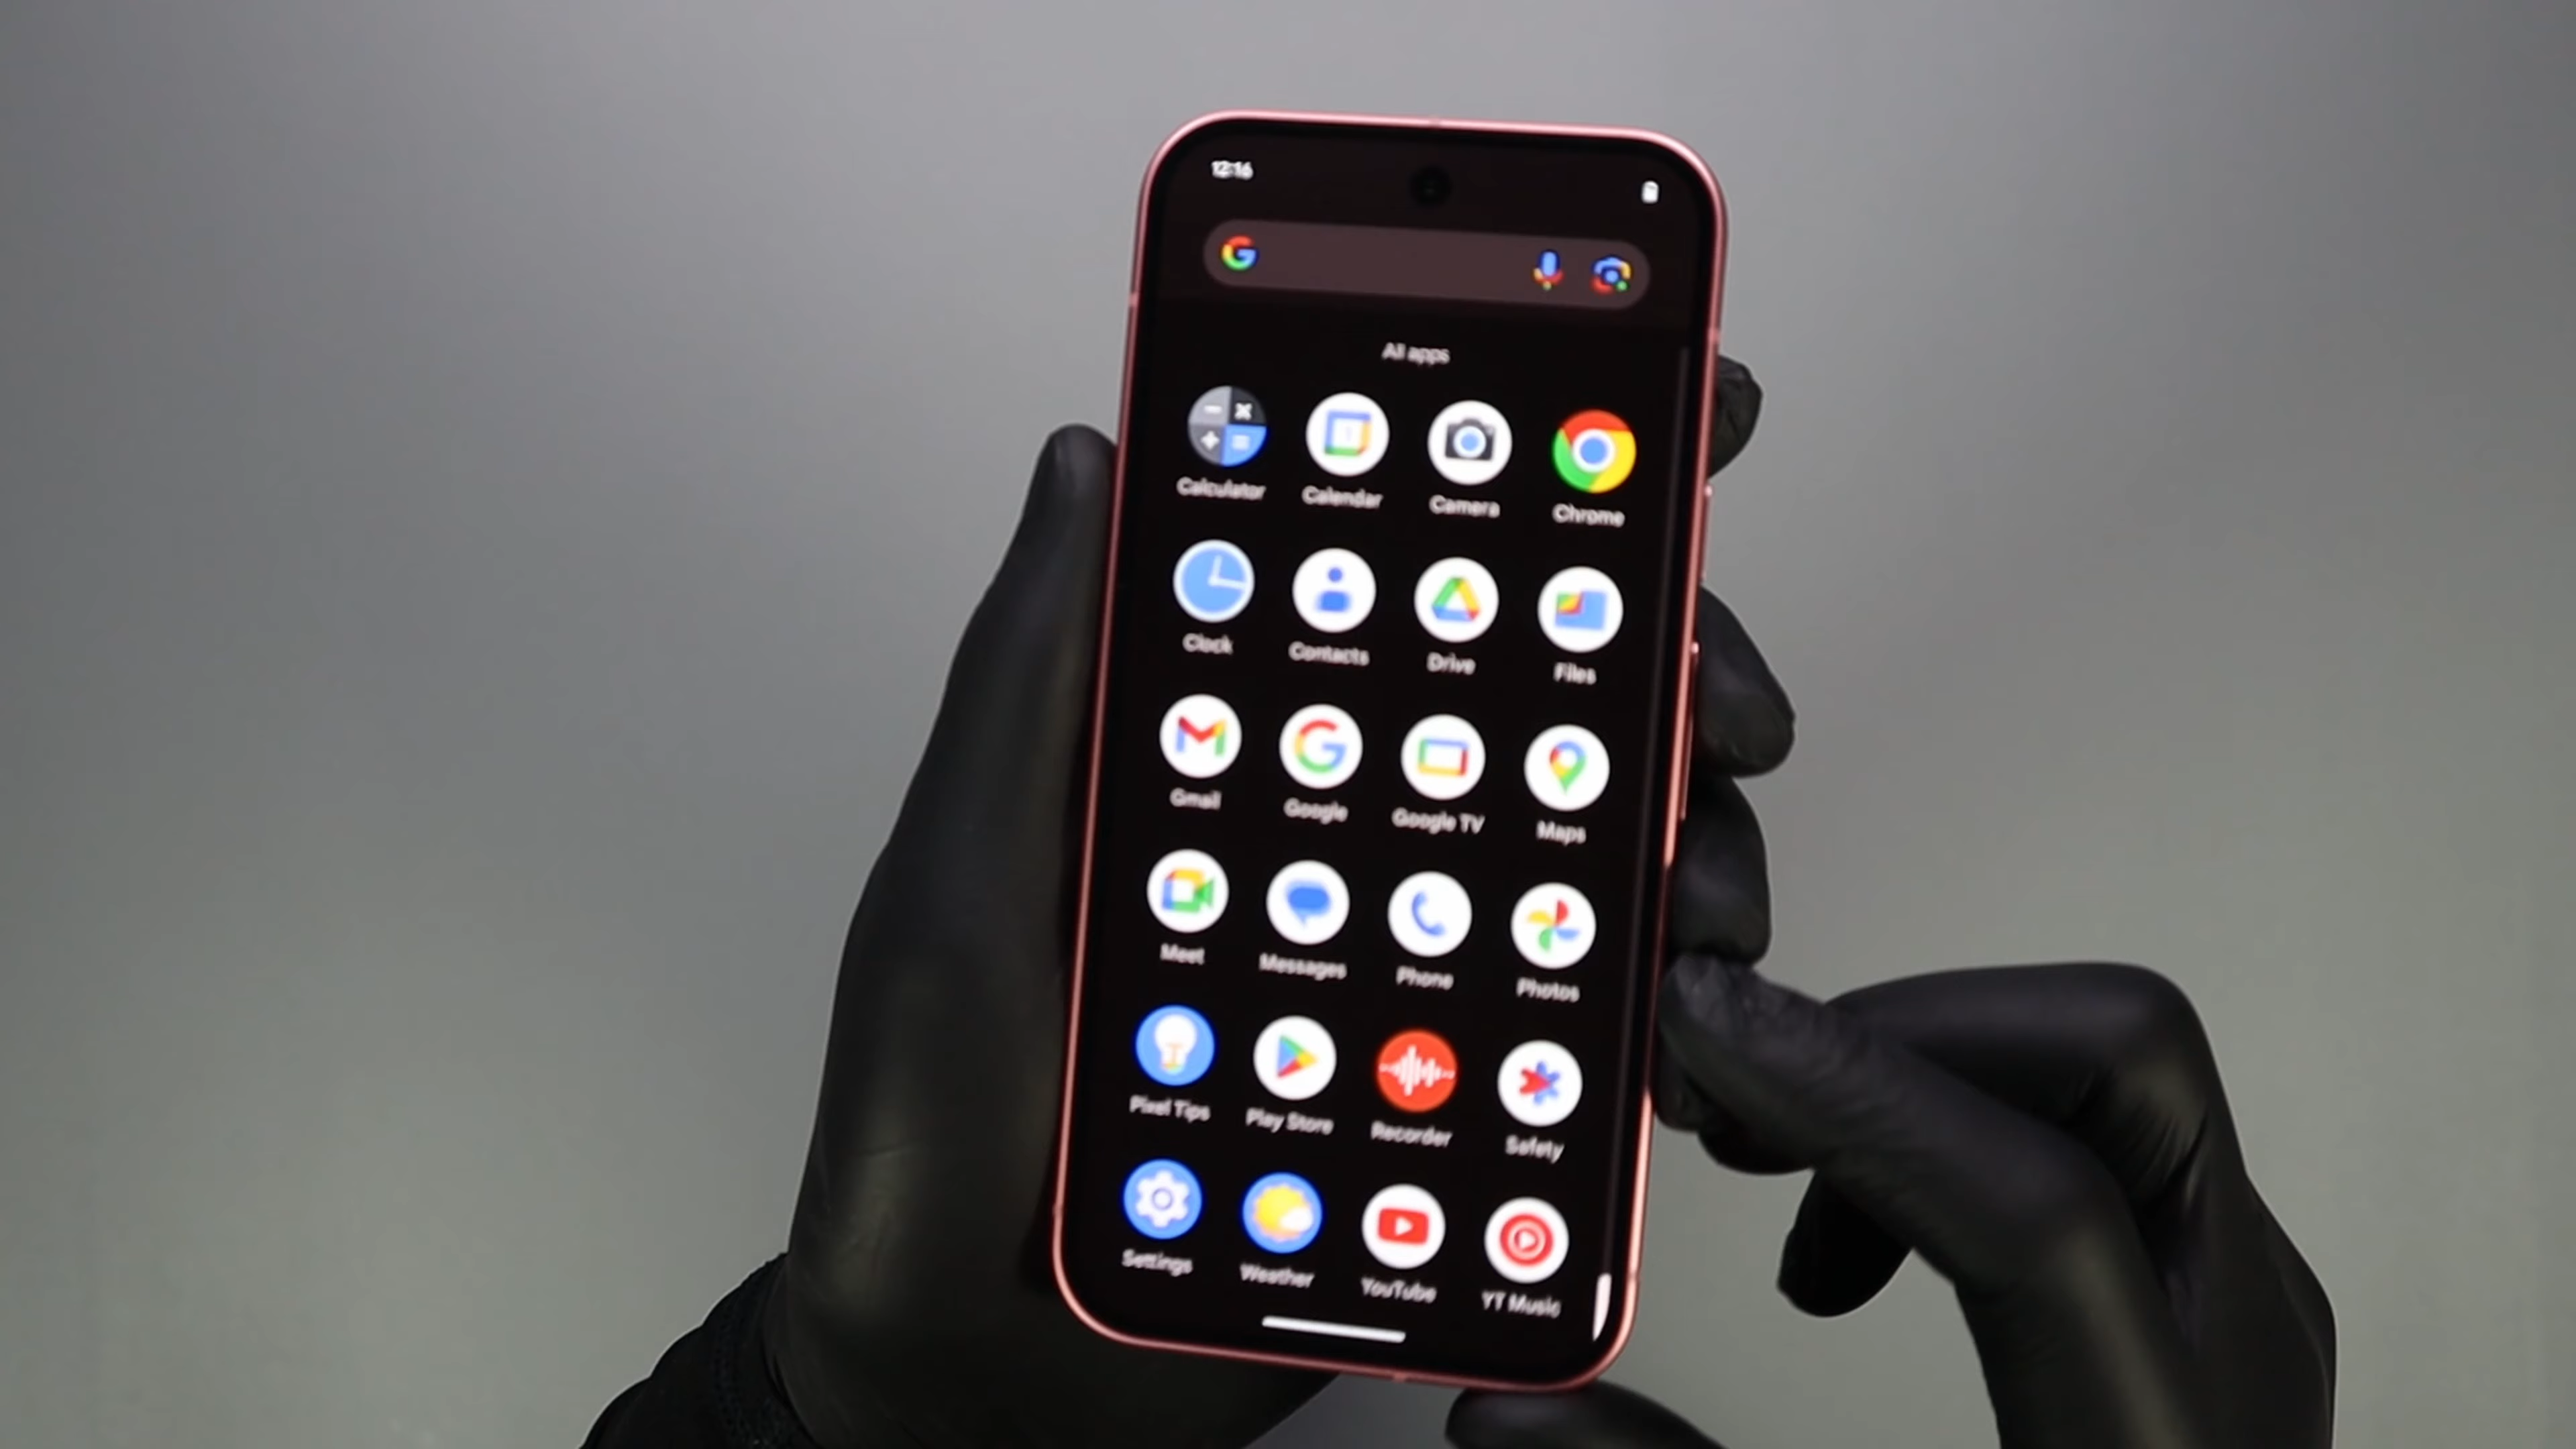 12:16
All apps
Calculator Calendar Camera Chrome
Clock Contacts Drive Files
Gmail Google Google TV Maps
Meet Messages Phone Photos
Pixel Tips Play Store Recorder Safety
Settings Weather YouTube YT Music